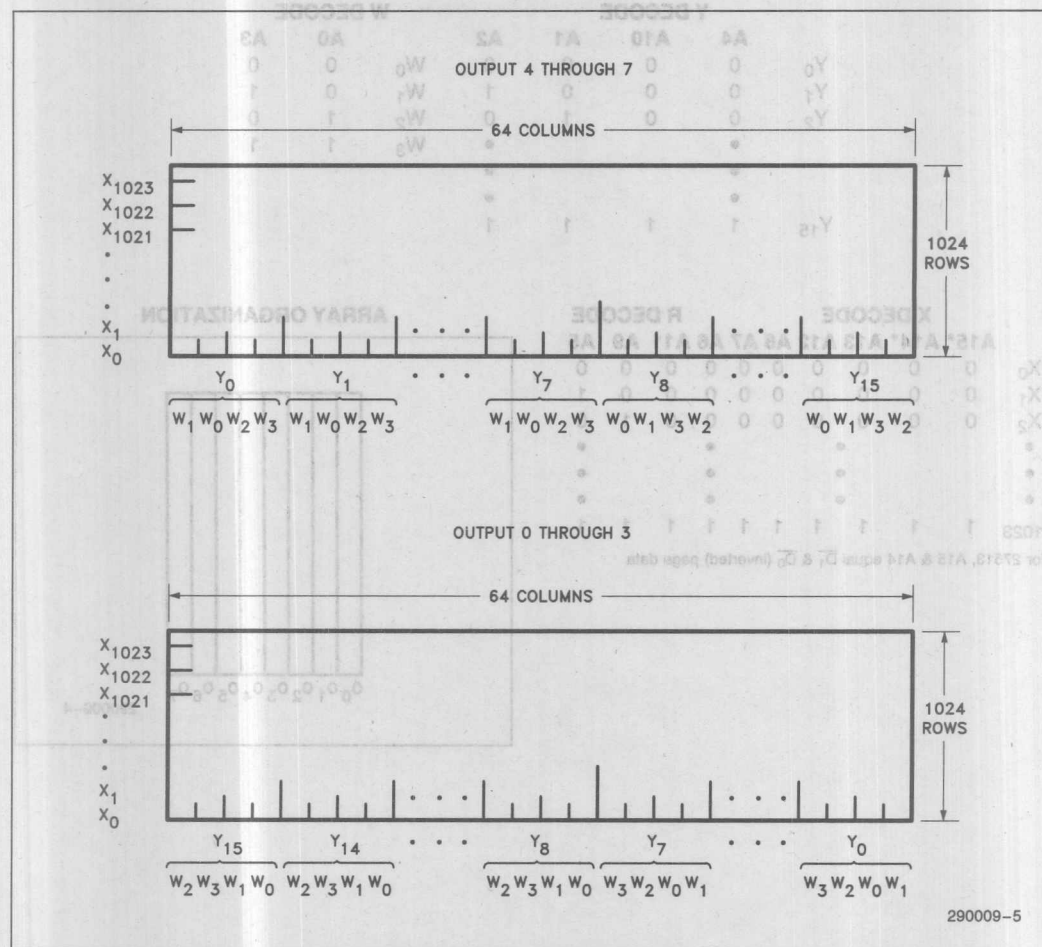 OUTPUT 4 THROUGH 7
64 COLUMNS
X1023
X1022
X1021
1024
ROWS
X1
X0
Y0 Y1 . . . Y7 Y8 . . . Y15
W1 W0 W2 W3 W1 W0 W2 W3 W1 W0 W2 W3 W0 W1 W3 W2 W0 W1 W3 W2
OUTPUT 0 THROUGH 3
64 COLUMNS
X1023
X1022
X1021
1024
ROWS
X1
X0
Y15 Y14 . . . Y8 Y7 . . . Y0
W2 W3 W1 W0 W2 W3 W1 W0 W2 W3 W1 W0 W3 W2 W0 W1 W3 W2 W0 W1
290009-5